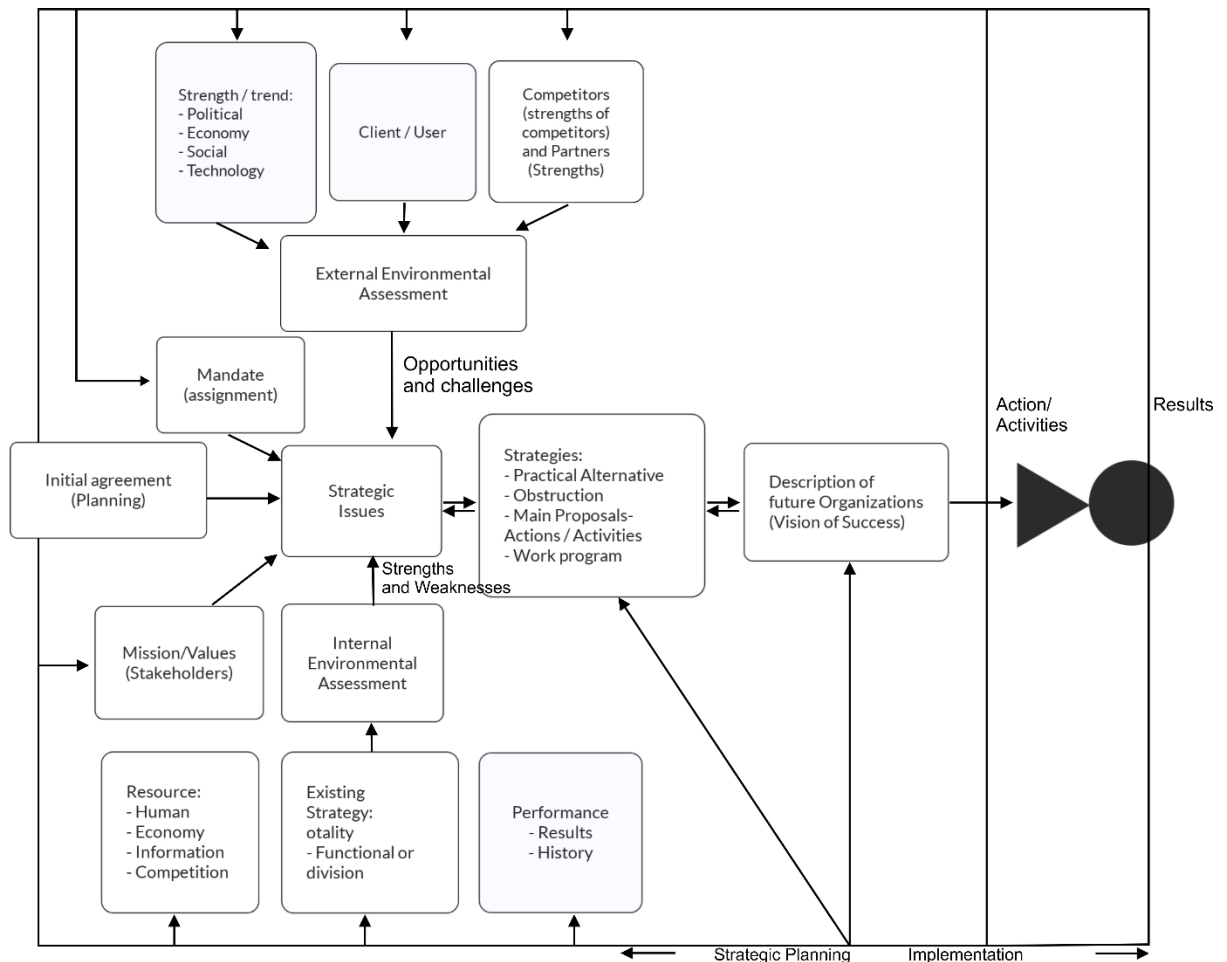 Strength / trend:
- Political
- Economy
- Social
- Technology
Client / User
Competitors
(strengths of
competitors)
and Partners
(Strengths)
External Environmental
Assessment
Opportunities
and challenges
Mandate
(assignment)
Initial agreement
(Planning)
Strategic
Issues
Strategies:
- Practical Alternative
- Obstruction
- Main Proposals-
Actions / Activities
- Work program
Description of
future Organizations
(Vision of Success)
Action/
Activities
Results
Strengths
and Weaknesses
Mission/Values
(Stakeholders)
Internal
Environmental
Assessment
Resource:
- Human
- Economy
- Information
- Competition
Existing
Strategy:
otality
- Functional or
division
Performance
- Results
- History
Strategic Planning
Implementation